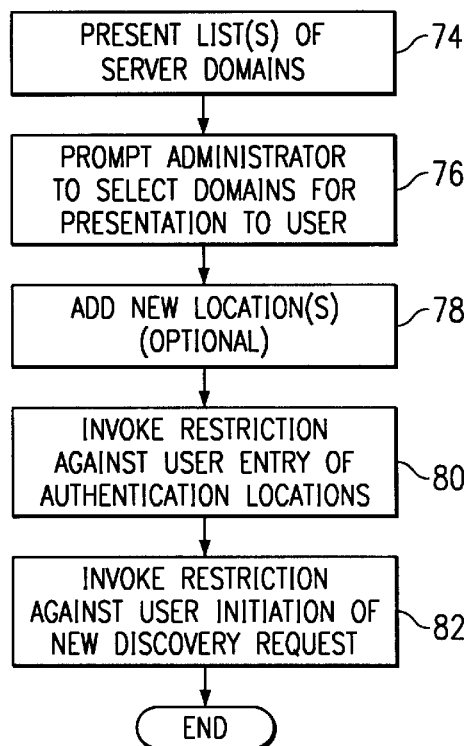 PRESENT LIST(S) OF
SERVER DOMAINS
74
PROMPT ADMINISTRATOR
TO SELECT DOMAINS FOR
PRESENTATION TO USER
76
ADD NEW LOCATION(S)
(OPTIONAL)
78
INVOKE RESTRICTION
AGAINST USER ENTRY OF
AUTHENTICATION LOCATIONS
80
INVOKE RESTRICTION
AGAINST USER INITIATION OF
NEW DISCOVERY REQUEST
82
END